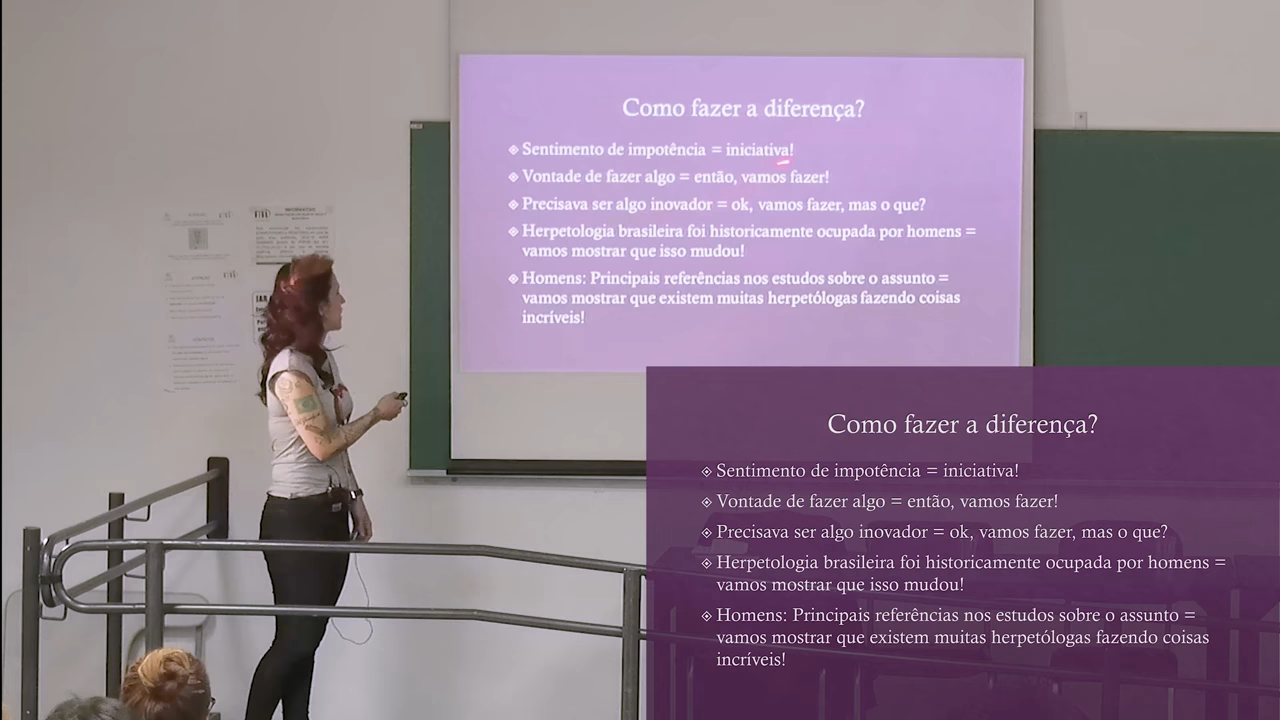 Como fazer a diferença?
Sentimento de impotência = iniciativa!
Vontade de fazer algo = então, vamos fazer!
Precisava ser algo inovador = ok, vamos fazer, mas o que?
Herpetologia brasileira foi historicamente ocupada por homens =
vamos mostrar que isso mudou!
Homens: Principais referências nos estudos sobre o assunto =
vamos mostrar que existem muitas herpetólogas fazendo coisas
incríveis!
Como fazer a diferença?
Sentimento de impotência = iniciativa!
Vontade de fazer algo = então, vamos fazer!
Precisava ser algo inovador = ok, vamos fazer, mas o que?
Herpetologia brasileira foi historicamente ocupada por homens =
vamos mostrar que isso mudou!
Homens: Principais referências nos estudos sobre o assunto =
vamos mostrar que existem muitas herpetólogas fazendo coisas
incríveis!